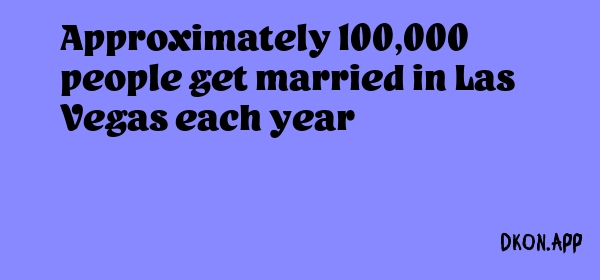 Approximately 100,000
people get married in Las
Vegas each year
DKON.APP